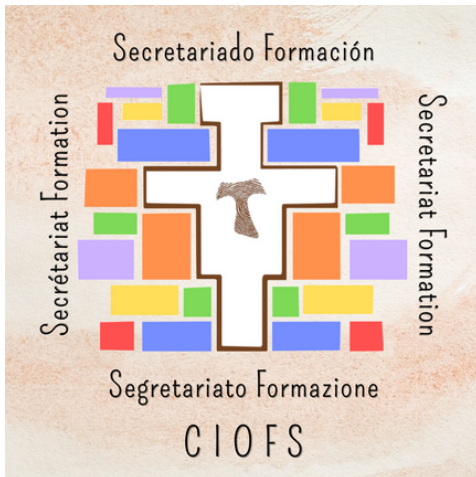 Secretariado Formación
Secrétariat Formation
Secretariat Formation
Segretariato Formazione
CIOFS